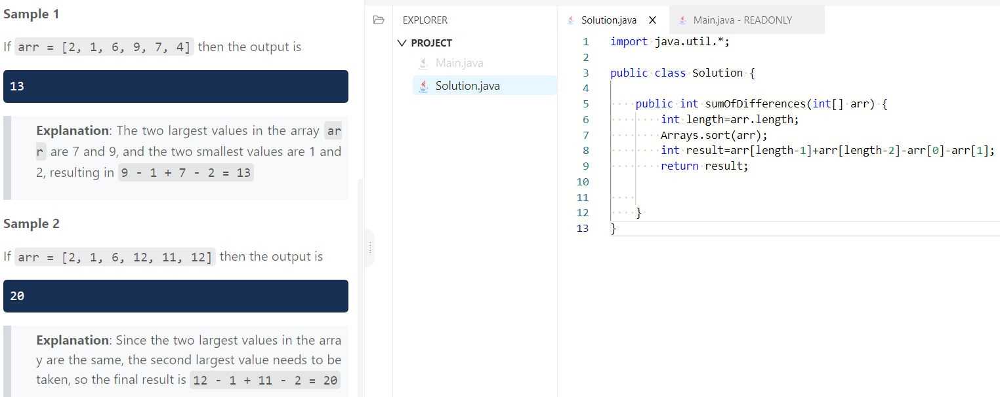 Sample 1
If arr = [2, 1, 6, 9, 7, 4] then the output is
13
Explanation: The two largest values in the array ar
r are 7 and 9, and the two smallest values are 1 and
2, resulting in 9 - 1 + 7 - 2 = 13
Sample 2
If arr = [2, 1, 6, 12, 11, 12] then the output is
20
Explanation: Since the two largest values in the arra
y are the same, the second largest value needs to be
taken, so the final result is 12 - 1 + 11 - 2 = 20
EXPLORER
PROJECT
Main.java
Solution.java
Solution.java X
Main.java - READONLY
1 import java.util.*;
2
3 public class Solution {
4
5     public int sumOfDifferences(int[] arr) {
6         int length=arr.length;
7         Arrays.sort(arr);
8         int result=arr[length-1]+arr[length-2]-arr[0]-arr[1];
9         return result;
10
11
12     }
13 }